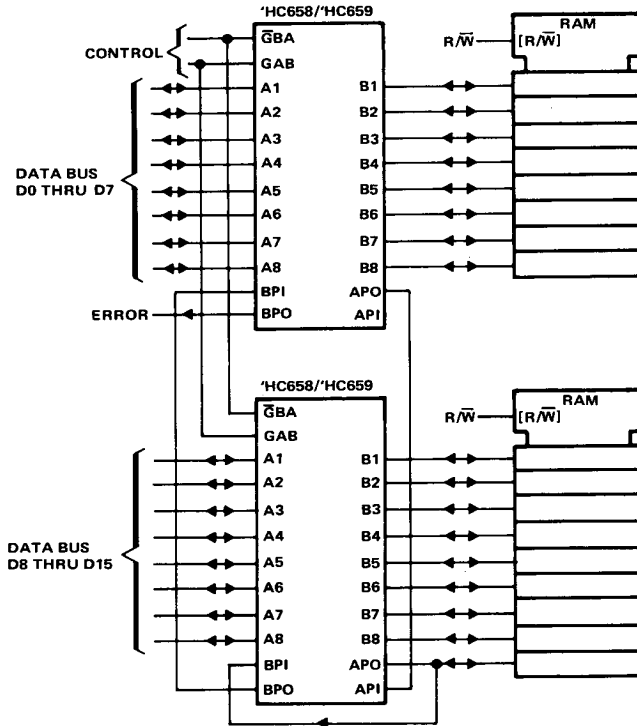 'HC658/'HC659
RAM
CONTROL
G̅BA
R/W̅
[R/W̅]
GAB
A1
B1
A2
B2
A3
B3
A4
B4
DATA BUS
D0 THRU D7
A5
B5
A6
B6
A7
B7
A8
B8
BPI
APO
ERROR
BPO
API
'HC658/'HC659
RAM
G̅BA
R/W̅
[R/W̅]
GAB
A1
B1
A2
B2
A3
B3
A4
B4
DATA BUS
D8 THRU D15
A5
B5
A6
B6
A7
B7
A8
B8
BPI
APO
BPO
API